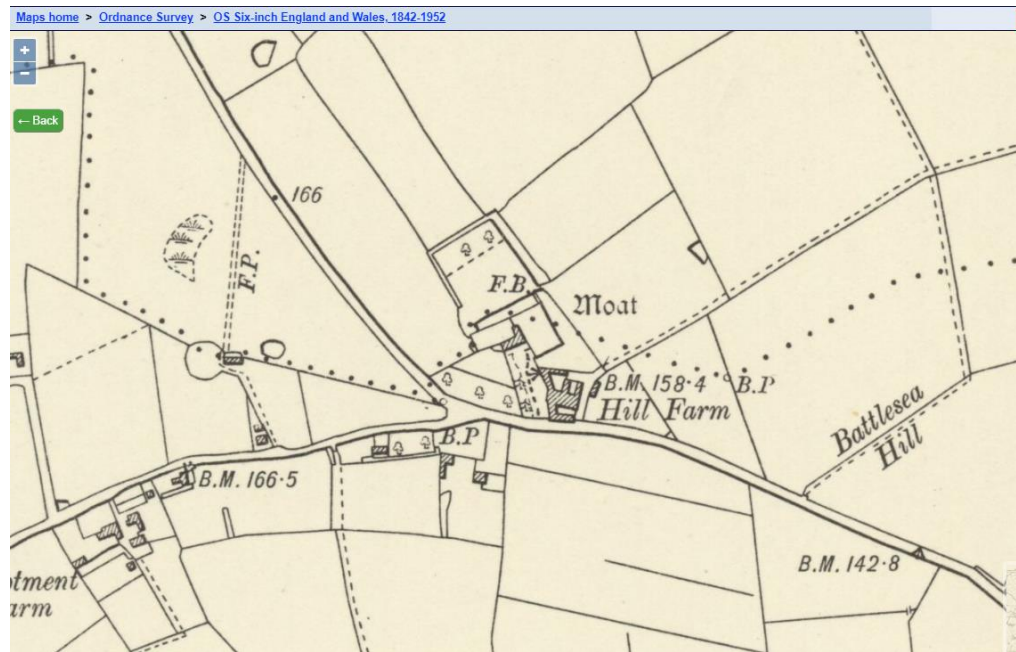 Maps home > Ordnance Survey > OS Six-inch England and Wales, 1842-1952
+
−
← Back
166
F.P.
F.B.
Moat
B.M. 158·4
B.P
Hill Farm
Battlesea
Hill
B.P
B.M. 166·5
B.M. 142·8
otment
arm